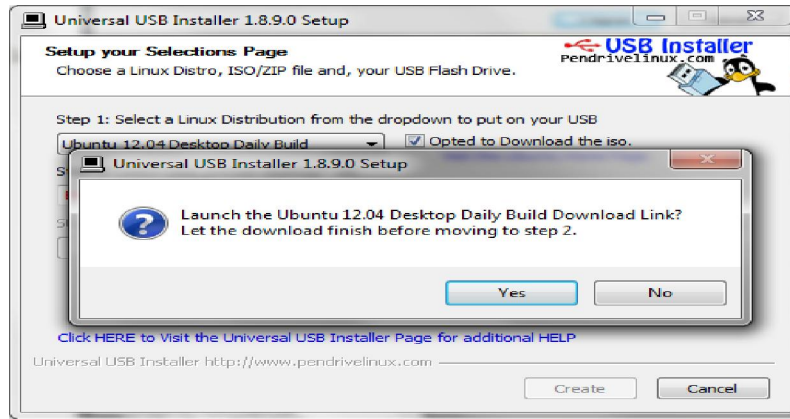 Universal USB Installer 1.8.9.0 Setup
Setup your Selections Page
Choose a Linux Distro, ISO/ZIP file and, your USB Flash Drive.
USB Installer
Pendrivelinux.com
Step 1: Select a Linux Distribution from the dropdown to put on your USB
Ubuntu 12.04 Desktop Daily Build
Opted to Download the iso.
Universal USB Installer 1.8.9.0 Setup
Launch the Ubuntu 12.04 Desktop Daily Build Download Link?
Let the download finish before moving to step 2.
Yes
No
Click HERE to Visit the Universal USB Installer Page for additional HELP
Universal USB Installer http://www.pendrivelinux.com
Create
Cancel